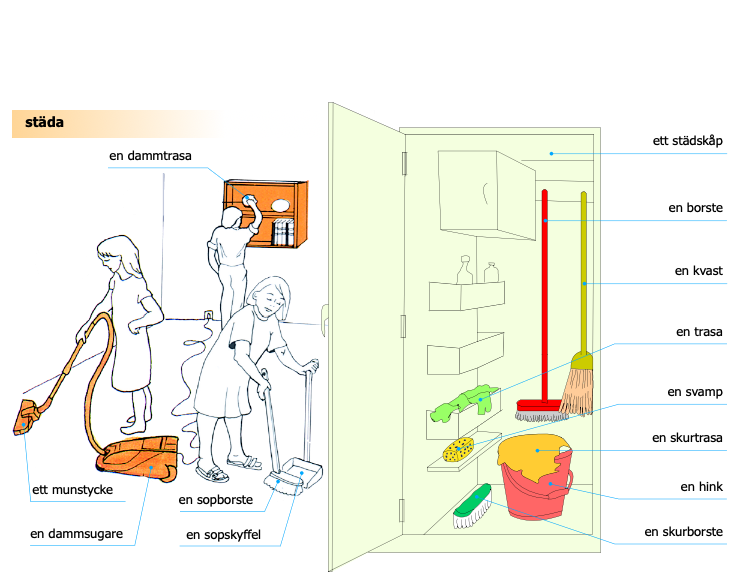 städa
en dammtrasa
ett munstycke
en dammsugare
en sopborste
en sopskyffel
ett städskåp
en borste
en kvast
en trasa
en svamp
en skurtrasa
en hink
en skurborste